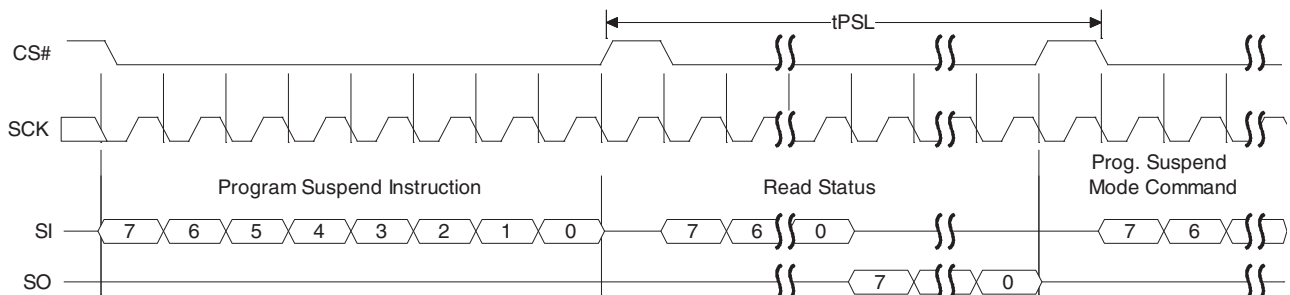 tPSL
CS#
SCK
Prog. Suspend
Program Suspend Instruction Read Status Mode Command
SI 7 6 5 4 3 2 1 0 7 6 0 7 6
SO 7 0